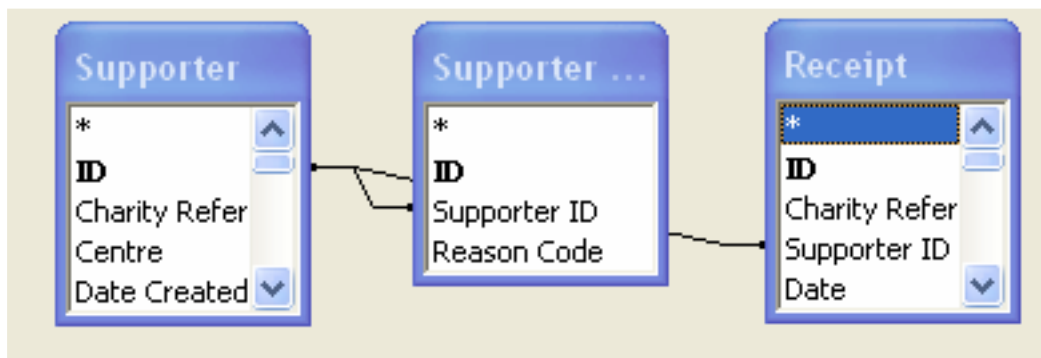 Supporter
*
ID
Charity Refer
Centre
Date Created
Supporter ...
*
ID
Supporter ID
Reason Code
Receipt
*
ID
Charity Refer
Supporter ID
Date